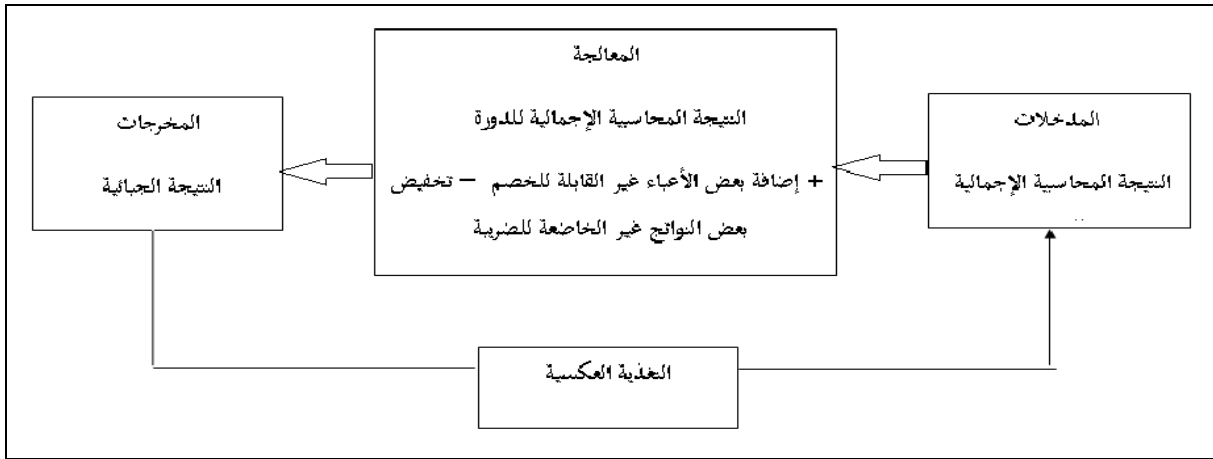 المدخلات
النتيجة المحاسبية الإجمالية
..
المعالجة
النتيجة المحاسبية الإجمالية للدورة
+ إضافة بعض الأعباء غير القابلة للخصم – تخفيض
بعض النواتج غير الخاضعة للضريبة
المخرجات
النتيجة الجبائية
التغذية العكسية